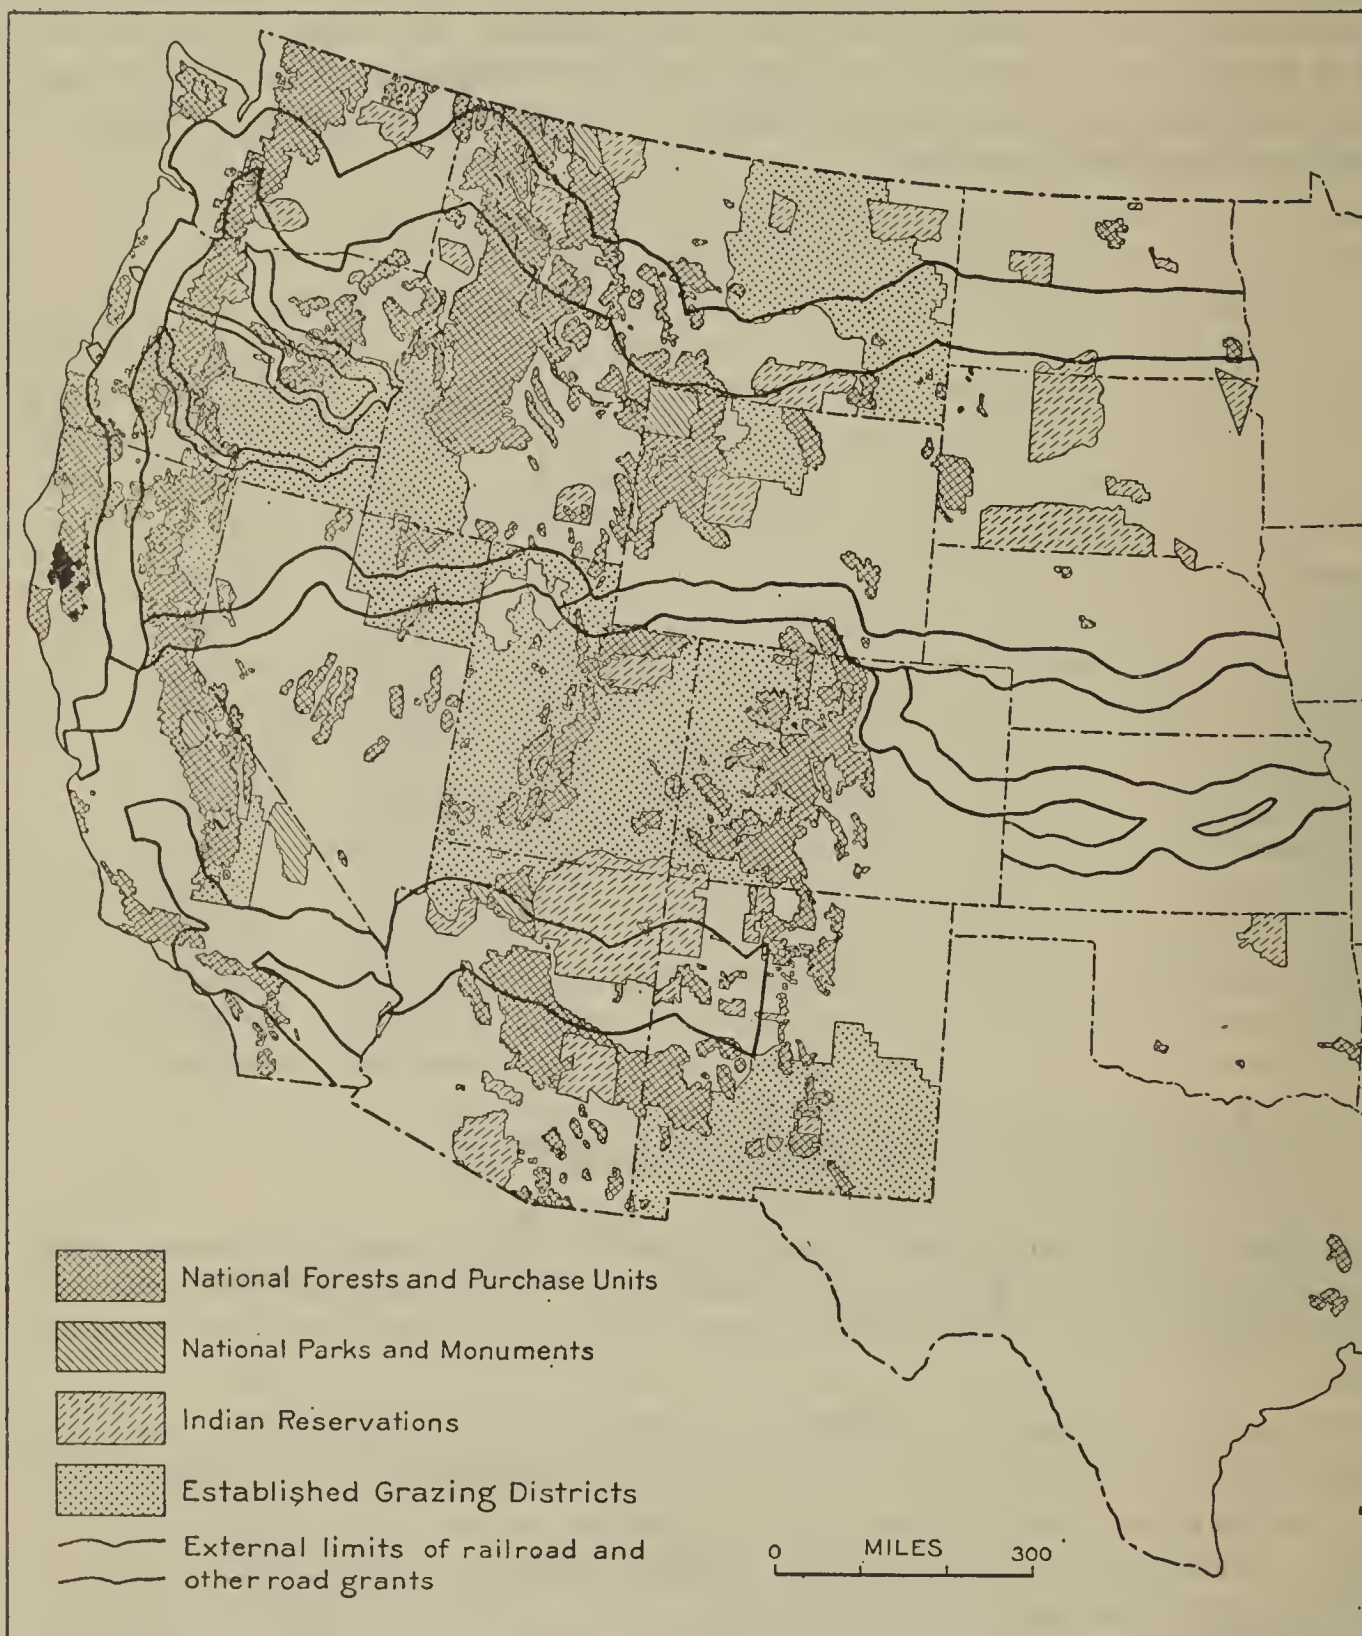 National Forests and Purchase Units
National Parks and Monuments
Indian Reservations
Established Grazing Districts
External limits of railroad and
other road grants
0 MILES 300